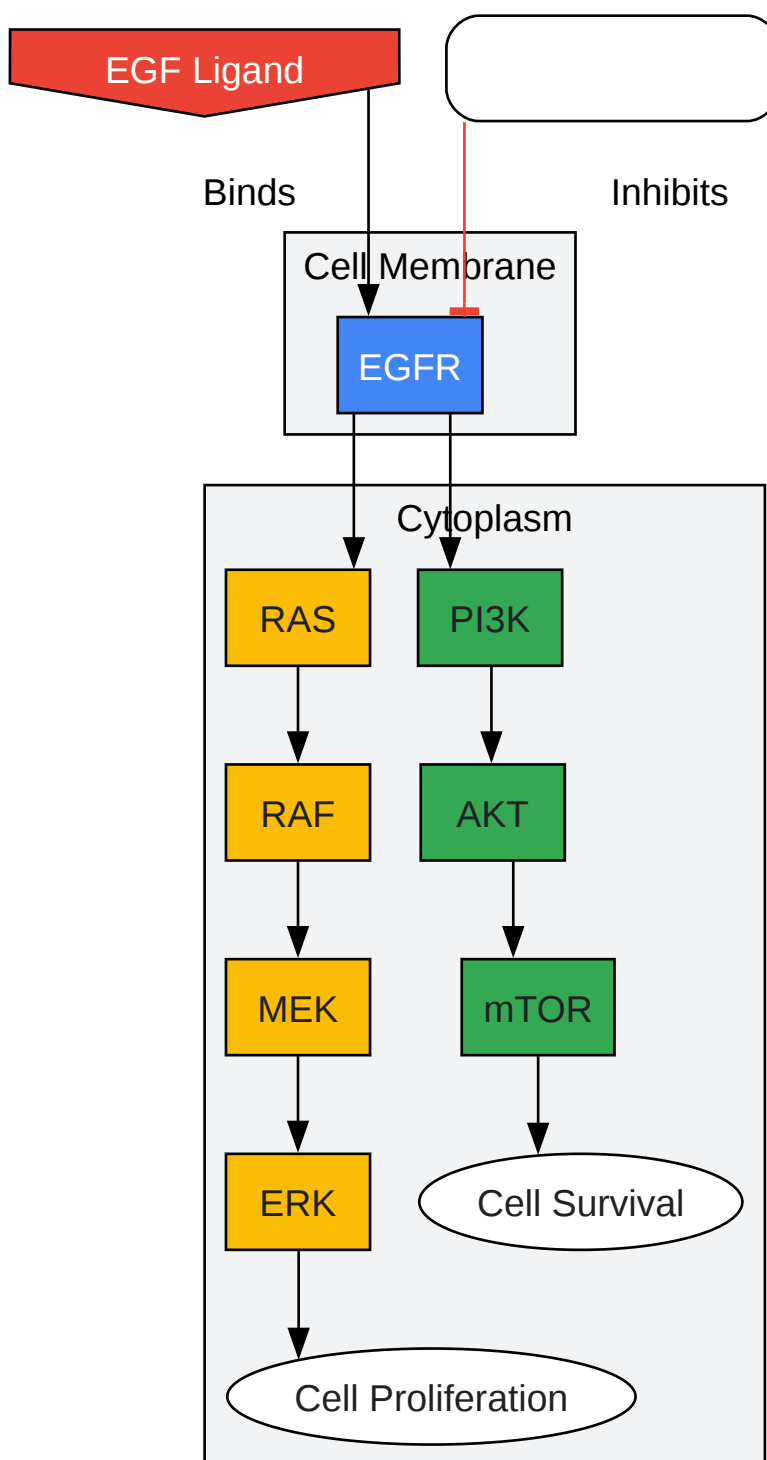 EGF Ligand
Binds
Inhibits
Cell Membrane
EGFR
Cytoplasm
RAS
PI3K
RAF
AKT
MEK
mTOR
ERK
Cell Survival
Cell Proliferation